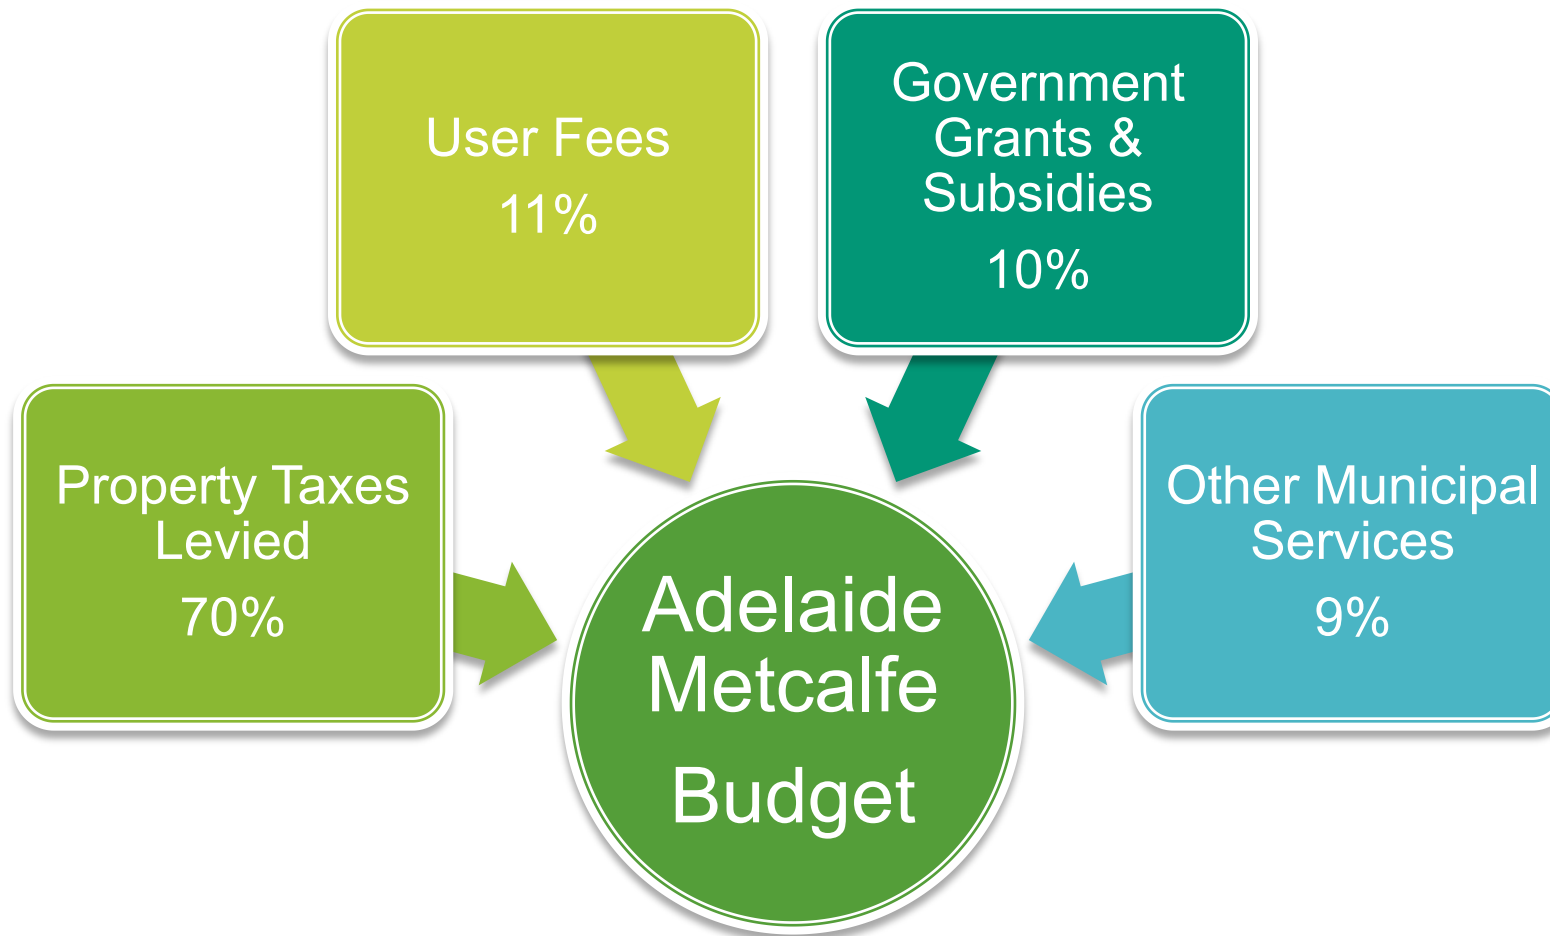 User Fees
11%
Government
Grants &
Subsidies
10%
Property Taxes
Levied
70%
Other Municipal
Services
9%
Adelaide
Metcalfe
Budget